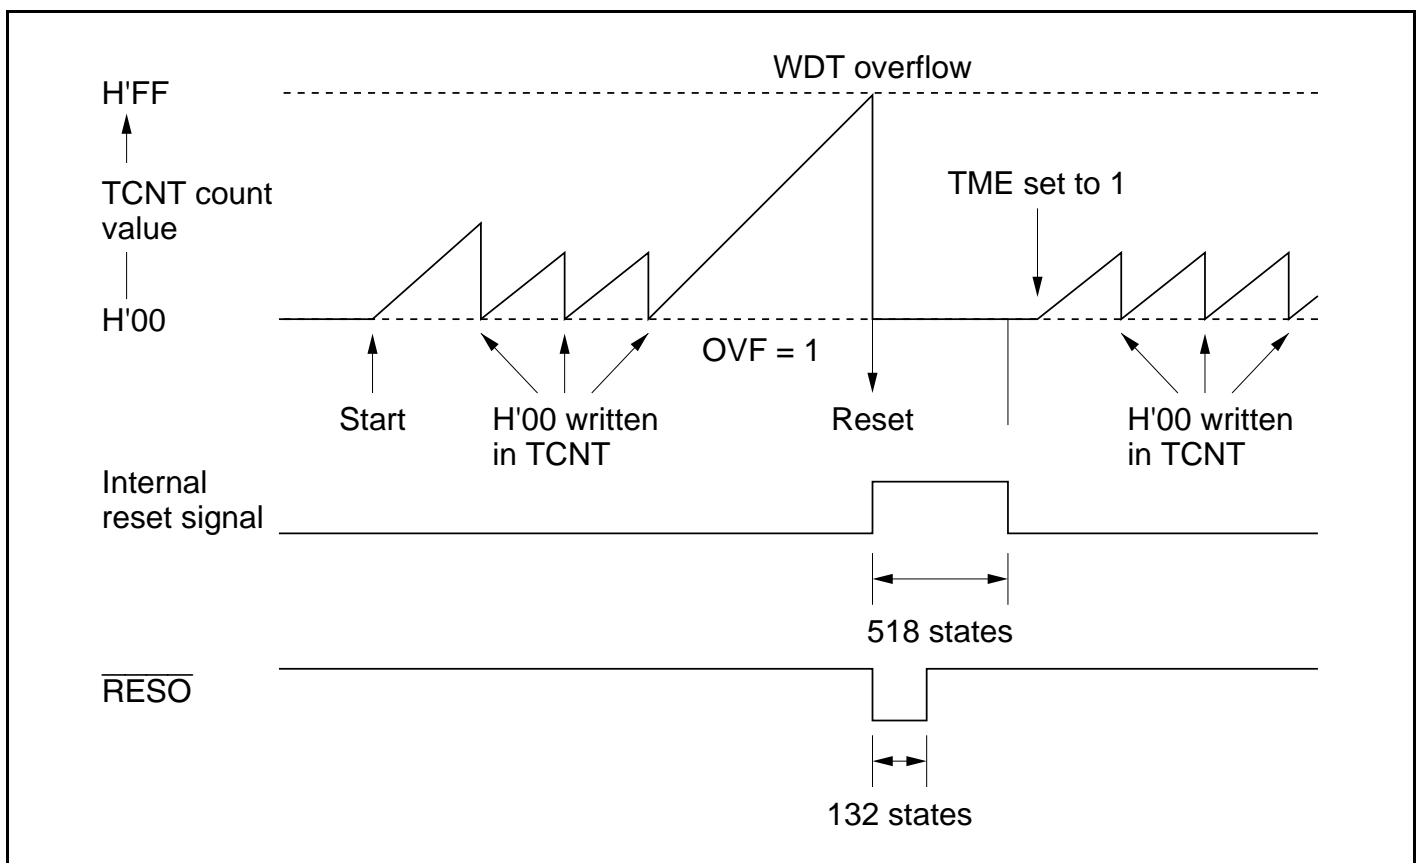 WDT overflow
H'FF
TCNT count
value
TME set to 1
H'00
OVF = 1
Start
H'00 written
in TCNT
Reset
H'00 written
in TCNT
Internal
reset signal
518 states
RESO
132 states